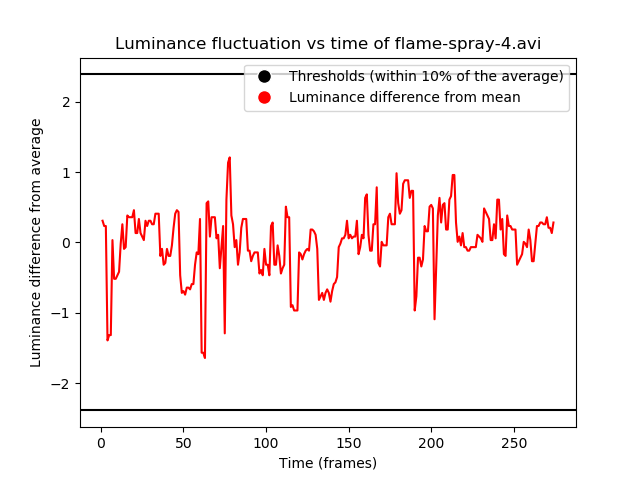 Luminance fluctuation vs time of flame-spray-4.avi
Thresholds (within 10% of the average)
Luminance difference from mean
Luminance difference from average
2
1
0
−1
−2
0
50
100
150
200
250
Time (frames)